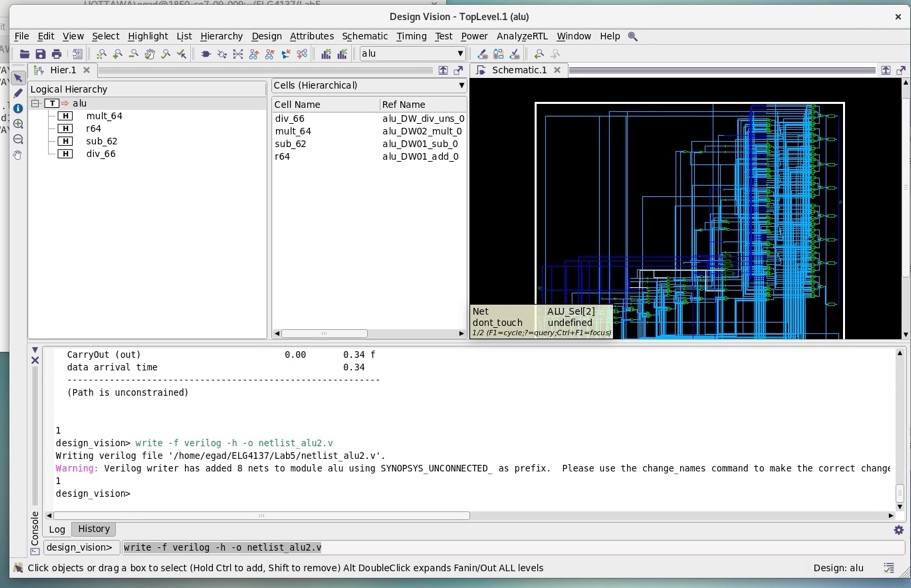 Design Vision - TopLevel.1 (alu)
File Edit View Select Highlight List Hierarchy Design Attributes Schematic Timing Test Power AnalyzeRTL Window Help
alu
Hier.1
Schematic.1
Logical Hierarchy
alu
mult_64
r64
sub_62
div_66
Cells (Hierarchical)
Cell Name Ref Name
div_66 alu_DW_div_uns_0
mult_64 alu_DW02_mult_0
sub_62 alu_DW01_sub_0
r64 alu_DW01_add_0
Net ALU_Sel[2]
dont_touch undefined
1/2 (F1=cycle;?=query;Ctrl+F1=focus)
CarryOut (out) 0.00 0.34 f
data arrival time 0.34
---------------------------------------------------------
(Path is unconstrained)
1
design_vision> write -f verilog -h -o netlist_alu2.v
Writing verilog file '/home/egad/ELG4137/Lab5/netlist_alu2.v'.
Warning: Verilog writer has added 8 nets to module alu using SYNOPSYS_UNCONNECTED_ as prefix. Please use the change_names command to make the correct change
1
design_vision>
Console
Log History
design_vision> write -f verilog -h -o netlist_alu2.v
Click objects or drag a box to select (Hold Ctrl to add, Shift to remove) Alt DoubleClick expands Fanin/Out ALL levels
Design: alu